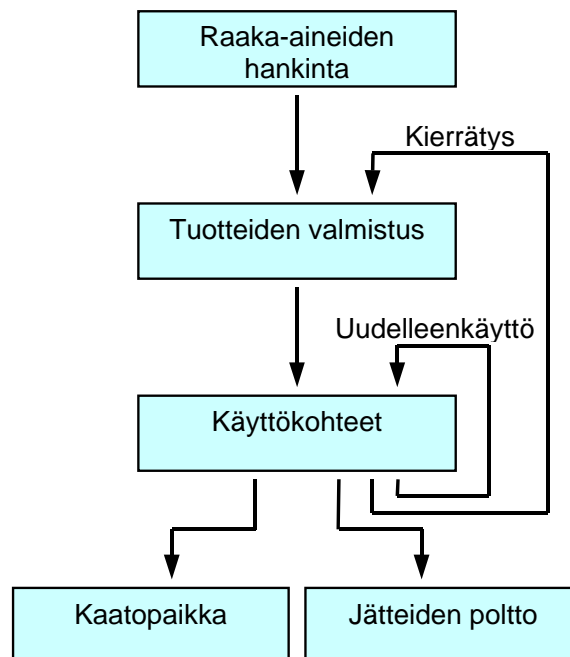 Raaka-aineiden
hankinta
Kierrätys
Tuotteiden valmistus
Uudelleenkäyttö
Käyttökohteet
Kaatopaikka
Jätteiden poltto